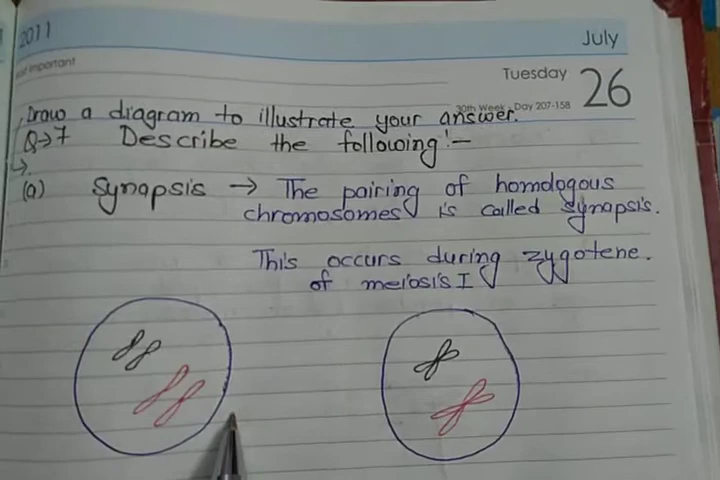 2011
July
important
Tuesday 26
30th Week - Day 207-158
Draw a diagram to illustrate your answer.
Q→7 Describe the following:-
(a) Synapsis → The pairing of homologous
chromosomes is called synapsis.
This occurs during zygotene.
of meiosis I